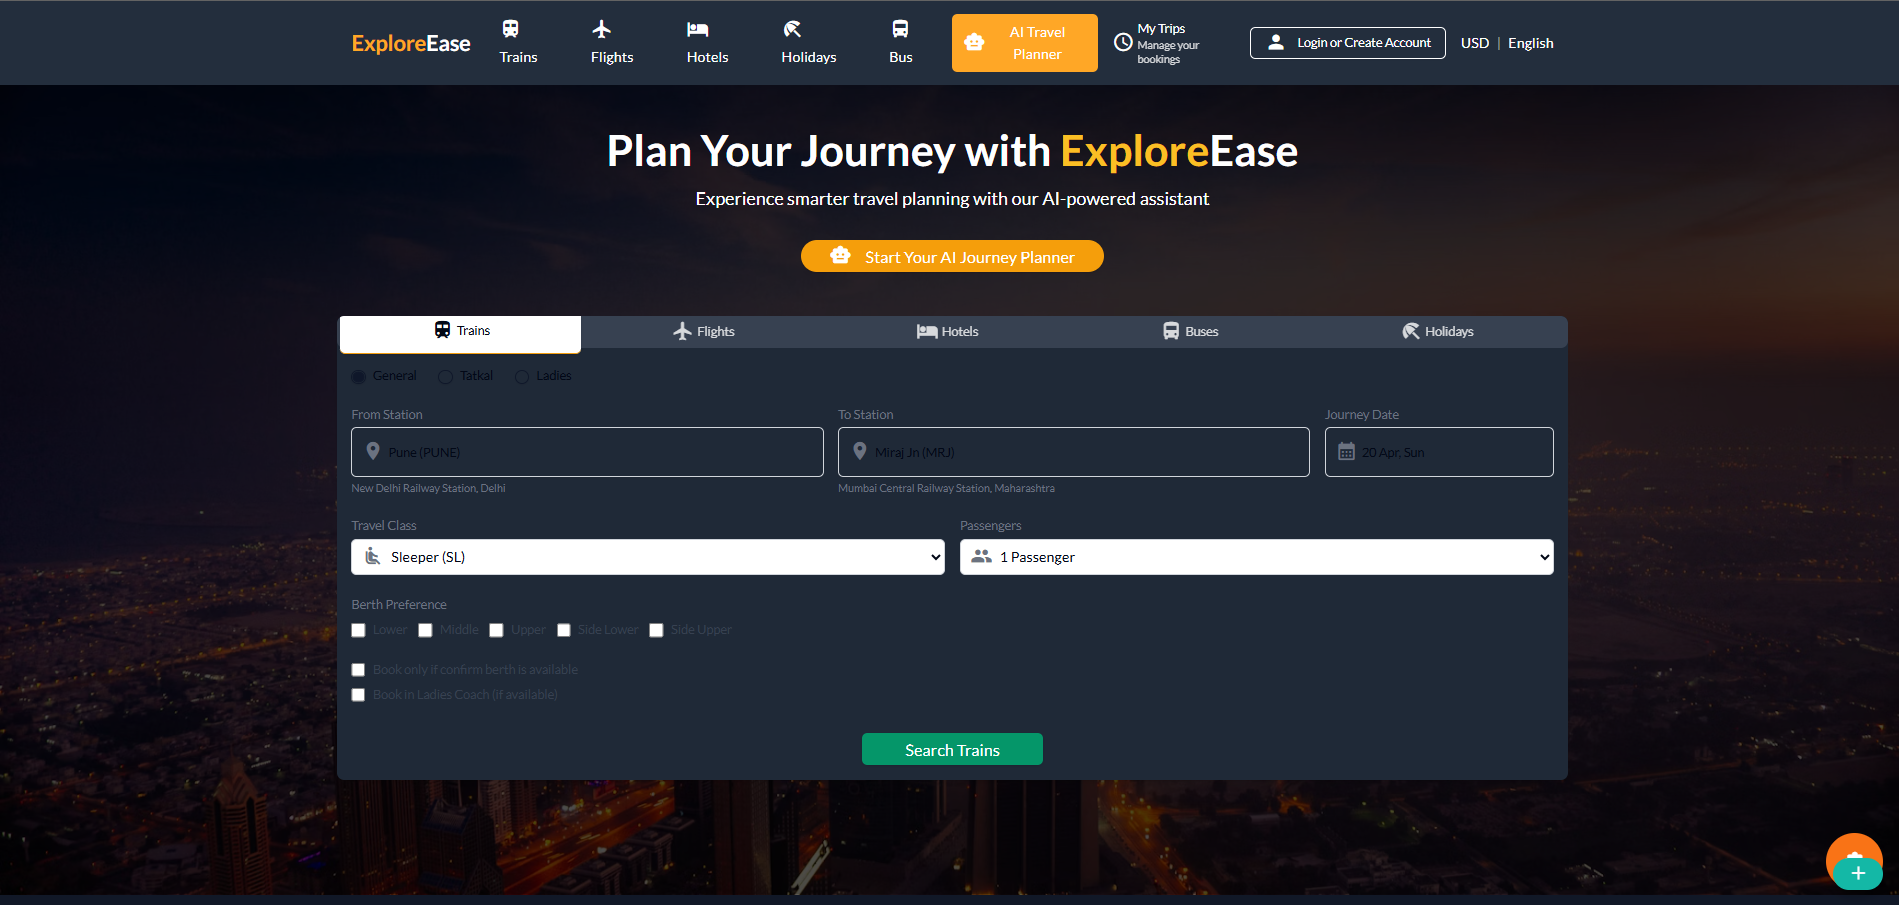 ExploreEase
Trains
Flights
Hotels
Holidays
Bus
AI Travel
Planner
My Trips
Manage your
bookings
Login or Create Account
USD | English
Plan Your Journey with ExploreEase
Experience smarter travel planning with our AI-powered assistant
Start Your AI Journey Planner
Trains
Flights
Hotels
Buses
Holidays
General
Tatkal
Ladies
From Station
To Station
Journey Date
Pune (PUNE)
Miraj Jn (MRJ)
20 Apr, Sun
New Delhi Railway Station, Delhi
Mumbai Central Railway Station, Maharashtra
Travel Class
Passengers
Sleeper (SL)
1 Passenger
Berth Preference
Lower
Middle
Upper
Side Lower
Side Upper
Book only if confirm berth is available
Book in Ladies Coach (if available)
Search Trains
+